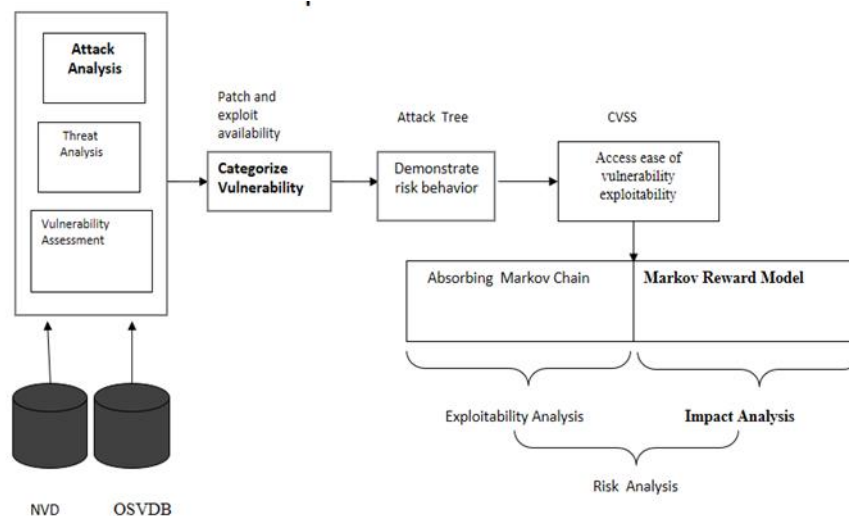 Attack
Analysis
Threat
Analysis
Vulnerability
Assessment
NVD
OSVDB
Patch and
exploit
availability
Categorize
Vulnerability
Attack Tree
Demonstrate
risk behavior
CVSS
Access ease of
vulnerability
exploitability
Absorbing Markov Chain
Markov Reward Model
Exploitability Analysis
Impact Analysis
Risk Analysis